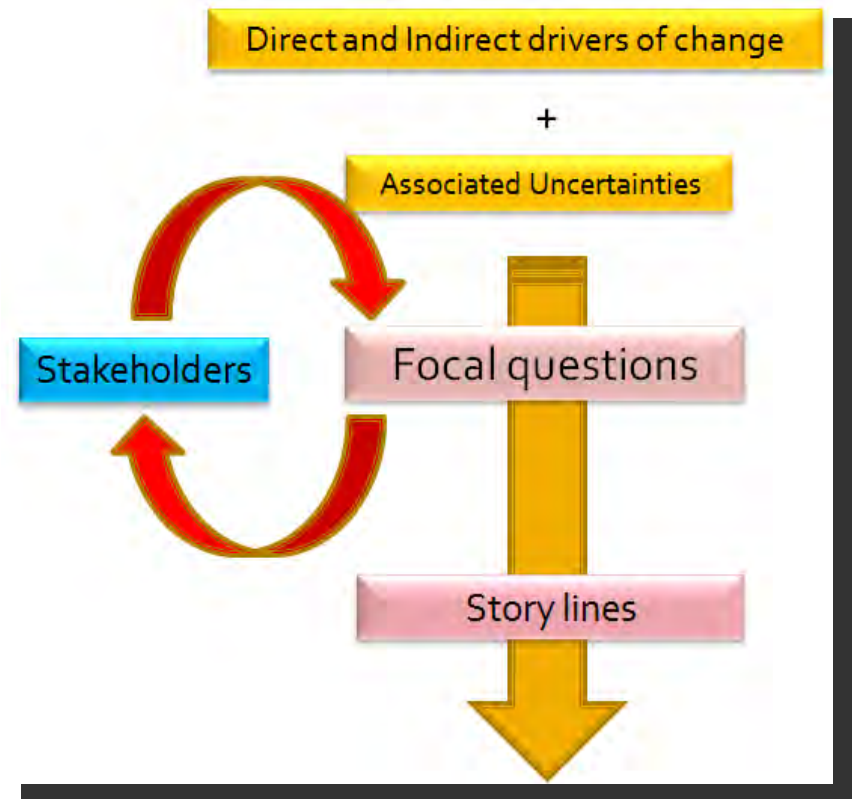 Direct and Indirect drivers of change
+
Associated Uncertainties
Stakeholders
Focal questions
Story lines